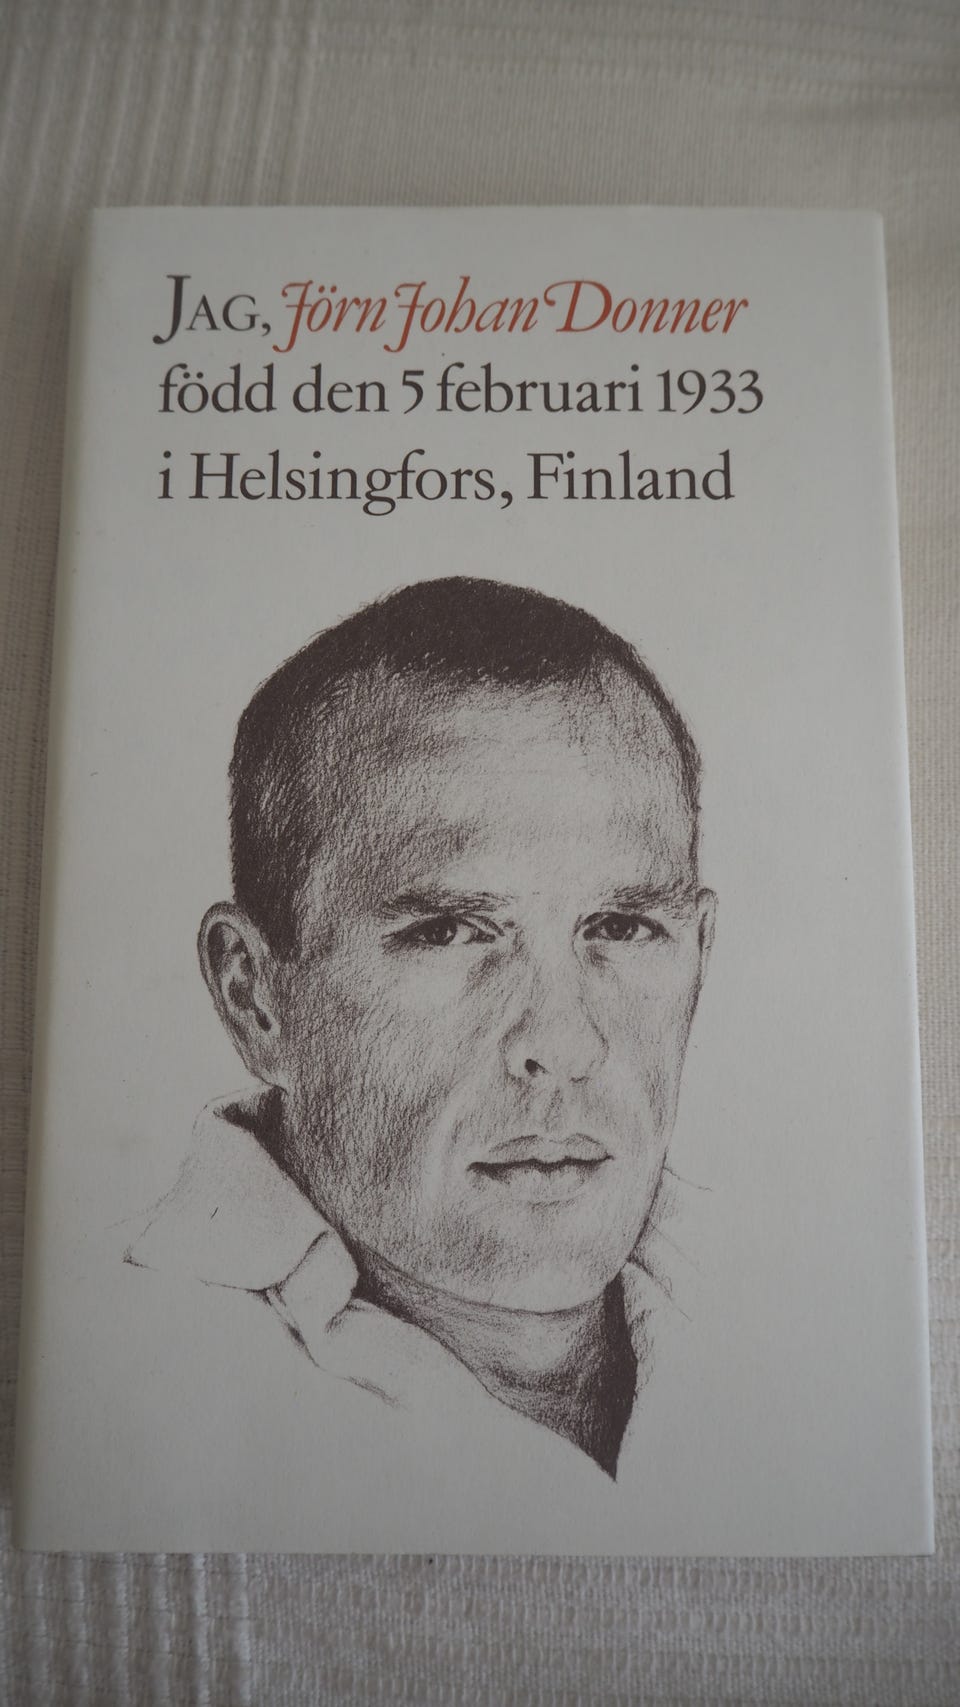 JAG, Jörn Johan Donner
född den 5 februari 1933
i Helsingfors, Finland